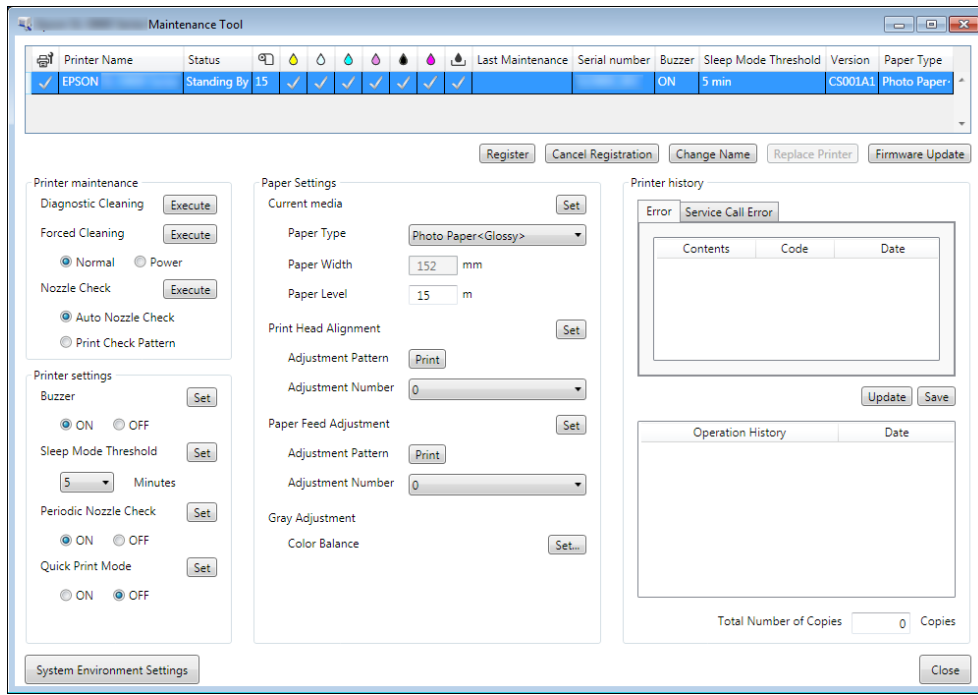 Maintenance Tool
Printer Name Status Last Maintenance Serial number Buzzer Sleep Mode Threshold Version Paper Type
EPSON Standing By 15 ON 5 min CS001A1 Photo Paper
Register Cancel Registration Change Name Replace Printer Firmware Update
Printer maintenance
Diagnostic Cleaning Execute
Forced Cleaning Execute
Normal Power
Nozzle Check Execute
Auto Nozzle Check
Print Check Pattern
Printer settings
Buzzer Set
ON OFF
Sleep Mode Threshold Set
5 Minutes
Periodic Nozzle Check Set
ON OFF
Quick Print Mode Set
ON OFF
Paper Settings
Current media Set
Paper Type Photo Paper<Glossy>
Paper Width 152 mm
Paper Level 15 m
Print Head Alignment Set
Adjustment Pattern Print
Adjustment Number 0
Paper Feed Adjustment Set
Adjustment Pattern Print
Adjustment Number 0
Gray Adjustment
Color Balance Set...
Printer history
Error Service Call Error
Contents Code Date
Update Save
Operation History Date
Total Number of Copies 0 Copies
System Environment Settings Close